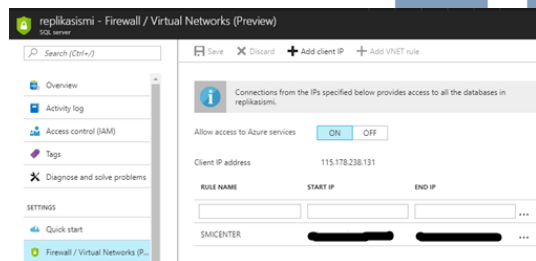 replikasismi - Firewall / Virtual Networks (Preview)
SQL server
Search (Ctrl+/)
Save Discard Add client IP Add VNET rule
Overview
Activity log
Access control (IAM)
Tags
Diagnose and solve problems
SETTINGS
Quick start
Firewall / Virtual Networks (P...
Connections from the IPs specified below provides access to all the databases in
replikasismi.
Allow access to Azure services ON OFF
Client IP address 115.178.238.131
RULE NAME START IP END IP
...
SMICENTER ...